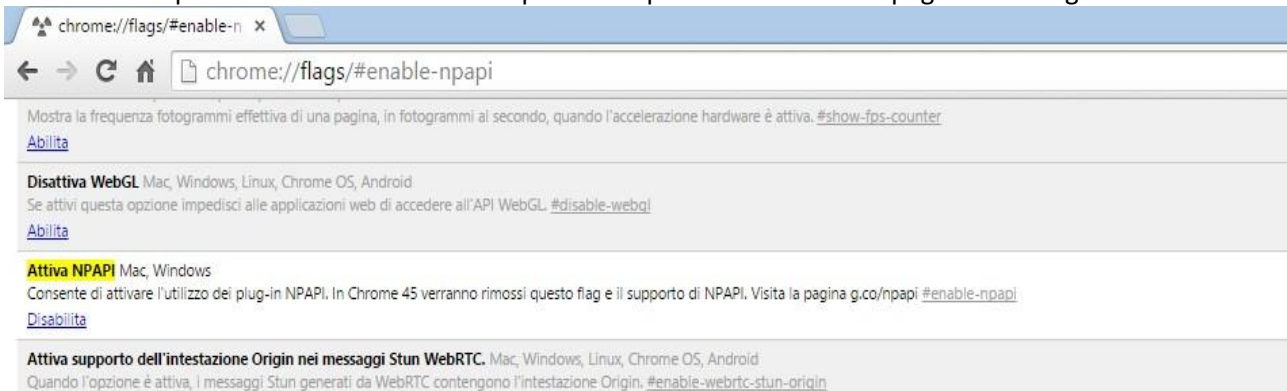 chrome://flags/#enable-n ×
chrome://flags/#enable-npapi
Mostra la frequenza fotogrammi effettiva di una pagina, in fotogrammi al secondo, quando l'accelerazione hardware è attiva. #show-fps-counter
Abilita
Disattiva WebGL Mac, Windows, Linux, Chrome OS, Android
Se attivi questa opzione impedisci alle applicazioni web di accedere all'API WebGL. #disable-webgl
Abilita
Attiva NPAPI Mac, Windows
Consente di attivare l'utilizzo dei plug-in NPAPI. In Chrome 45 verranno rimossi questo flag e il supporto di NPAPI. Visita la pagina g.co/npapi #enable-npapi
Disabilita
Attiva supporto dell'intestazione Origin nei messaggi Stun WebRTC. Mac, Windows, Linux, Chrome OS, Android
Quando l'opzione è attiva, i messaggi Stun generati da WebRTC contengono l'intestazione Origin. #enable-webrtc-stun-origin